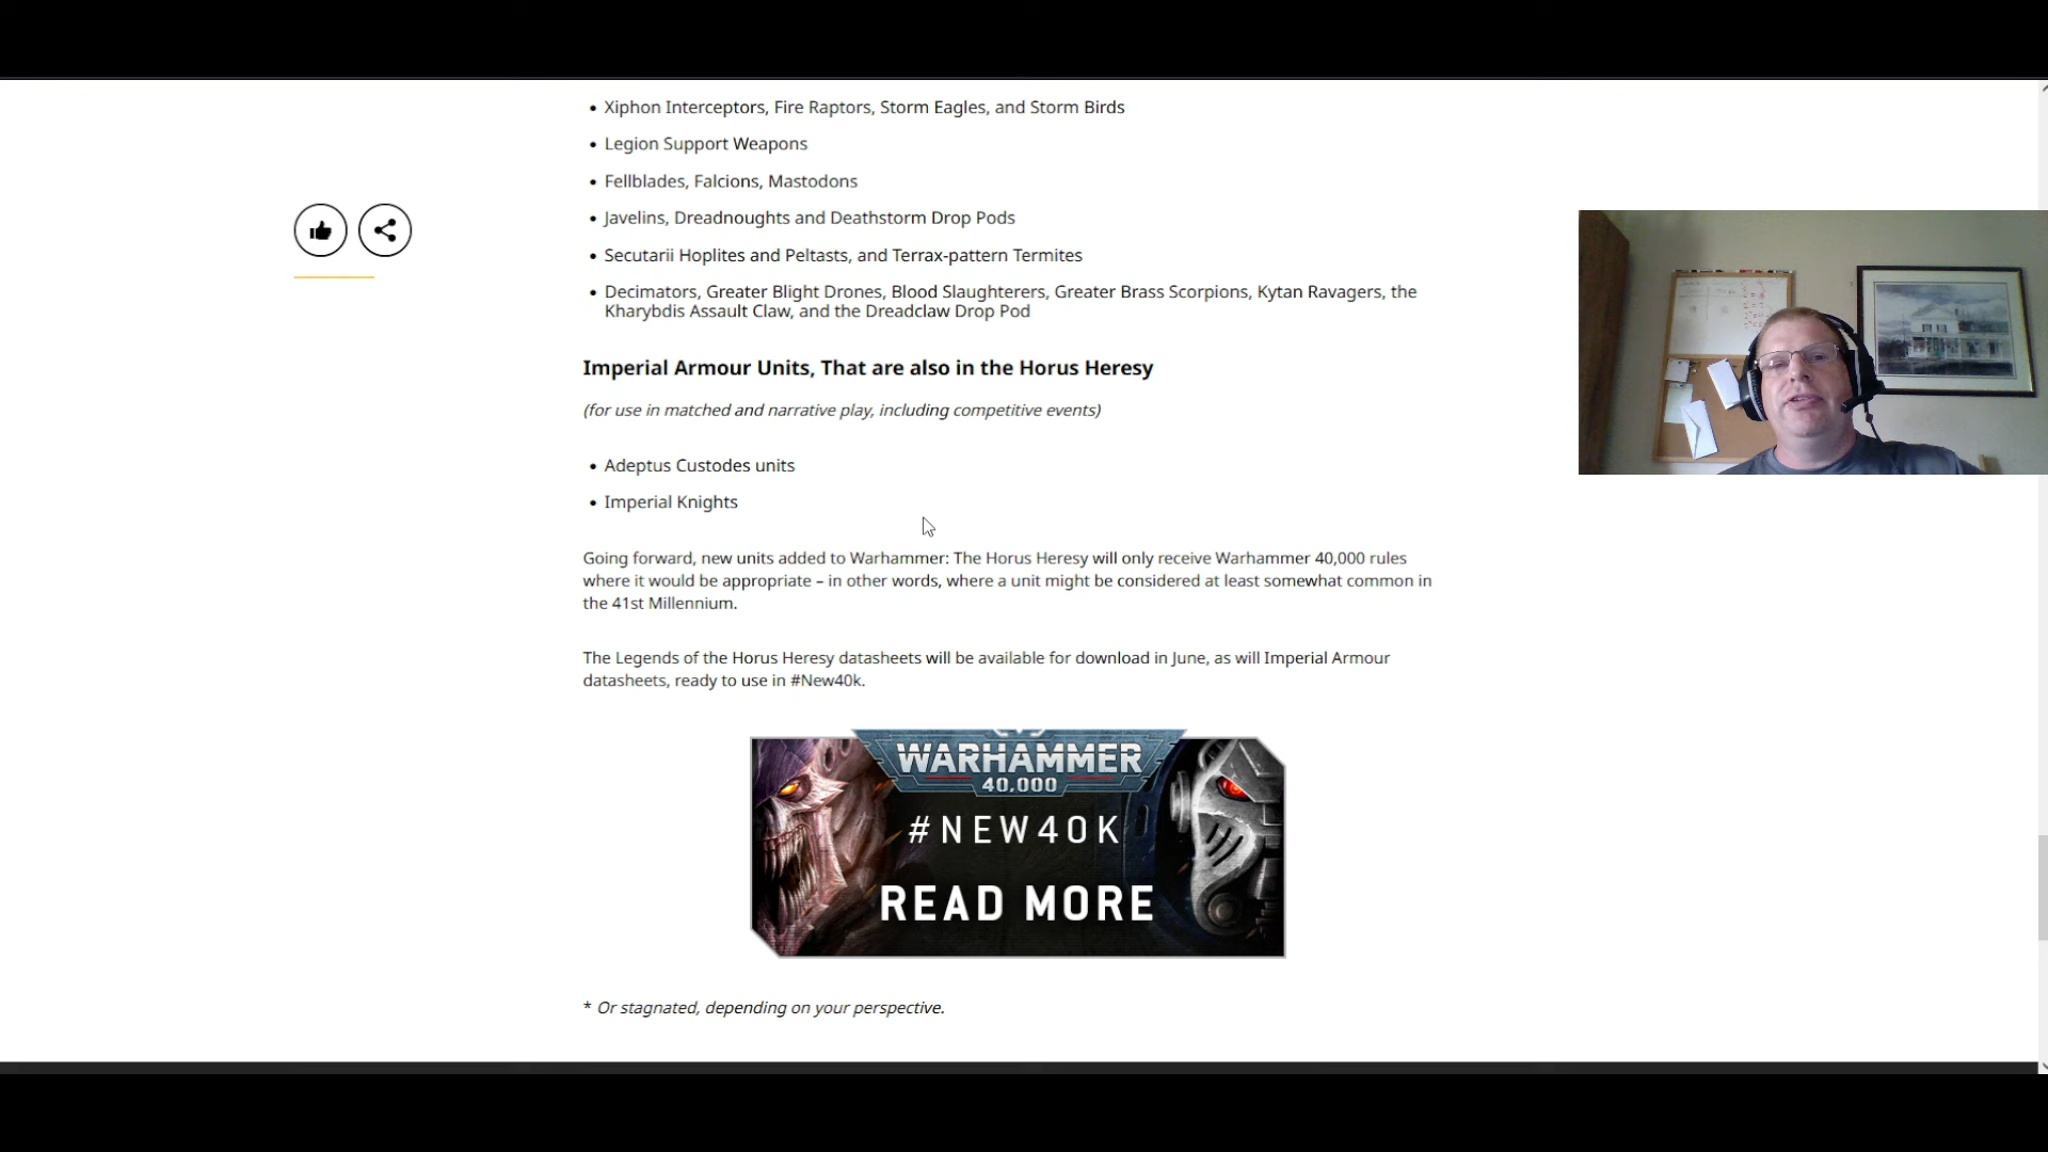 Xiphon Interceptors, Fire Raptors, Storm Eagles, and Storm Birds
Legion Support Weapons
Fellblades, Falcions, Mastodons
Javelins, Dreadnoughts and Deathstorm Drop Pods
Secutarii Hoplites and Peltasts, and Terrax-pattern Termites
Decimators, Greater Blight Drones, Blood Slaughterers, Greater Brass Scorpions, Kytan Ravagers, the
Kharybdis Assault Claw, and the Dreadclaw Drop Pod
Imperial Armour Units, That are also in the Horus Heresy
(for use in matched and narrative play, including competitive events)
Adeptus Custodes units
Imperial Knights
Going forward, new units added to Warhammer: The Horus Heresy will only receive Warhammer 40,000 rules
where it would be appropriate – in other words, where a unit might be considered at least somewhat common in
the 41st Millennium.
The Legends of the Horus Heresy datasheets will be available for download in June, as will Imperial Armour
datasheets, ready to use in #New40k.
WARHAMMER
40,000
#NEW40K
READ MORE
* Or stagnated, depending on your perspective.